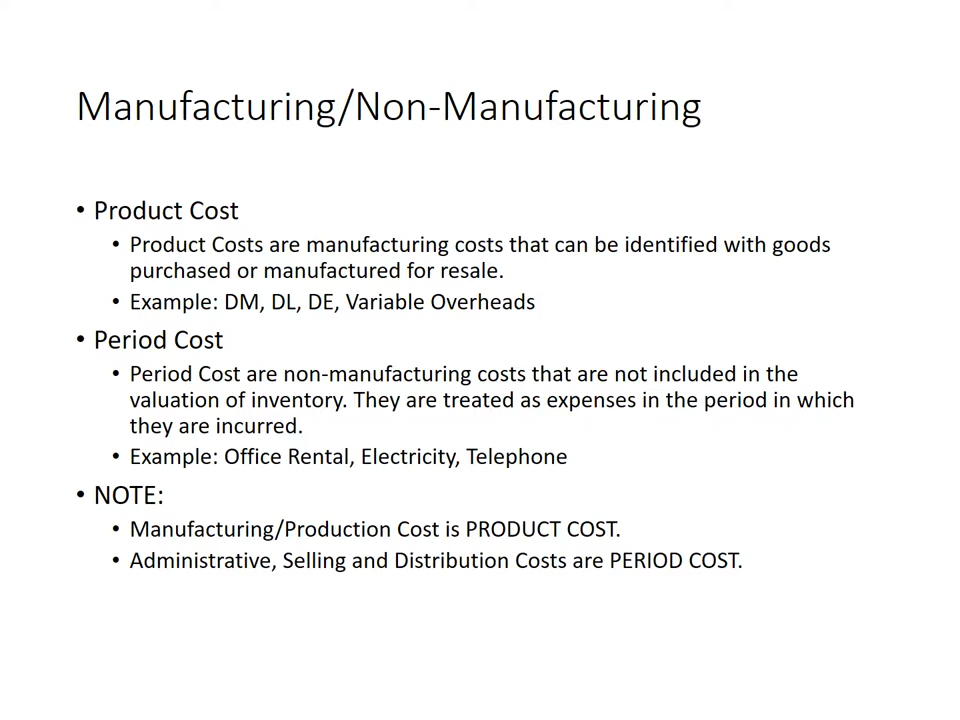 Manufacturing/Non-Manufacturing
• Product Cost
• Product Costs are manufacturing costs that can be identified with goods
purchased or manufactured for resale.
• Example: DM, DL, DE, Variable Overheads
• Period Cost
• Period Cost are non-manufacturing costs that are not included in the
valuation of inventory. They are treated as expenses in the period in which
they are incurred.
• Example: Office Rental, Electricity, Telephone
• NOTE:
• Manufacturing/Production Cost is PRODUCT COST.
• Administrative, Selling and Distribution Costs are PERIOD COST.